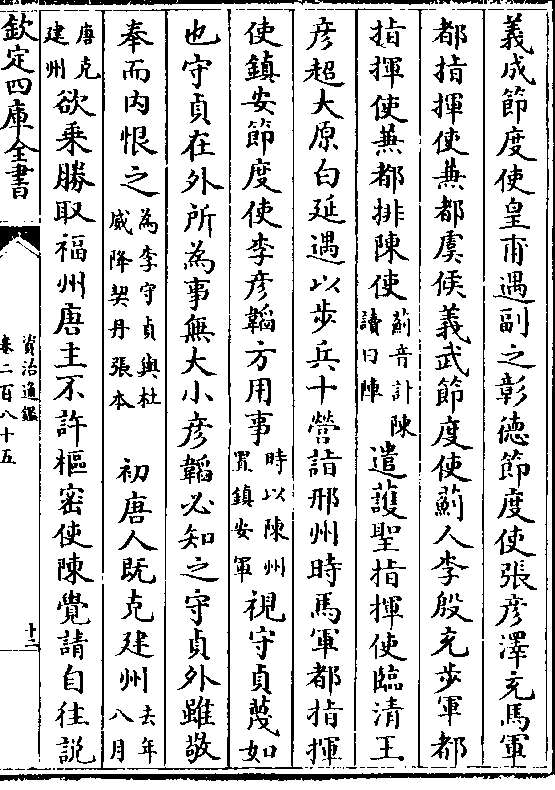 義成節度使皇甫遇副之彰德節度使張彦澤充馬軍
都指揮使兼都虞候義武節度使薊人李殷充步軍都
指揮使兼都排陳使薊音計陳讀曰陣遣護聖指揮使臨清王
彦超太原白延遇以步兵十營詣邢州時馬軍都指揮
使鎮安節度使李彦韜方用事時以陳州置鎮安軍視守貞蔑如
也守貞在外所為事無大小彦韜必知之守貞外雖敬
奉而内恨之為李守貞與杜威降契丹張本 初唐人既克建州去年八月
唐克建州欲乘勝取福州唐主不許樞密使陳覺請自往説
欽定四庫全書
資治通鑑
卷二百八十五
十二